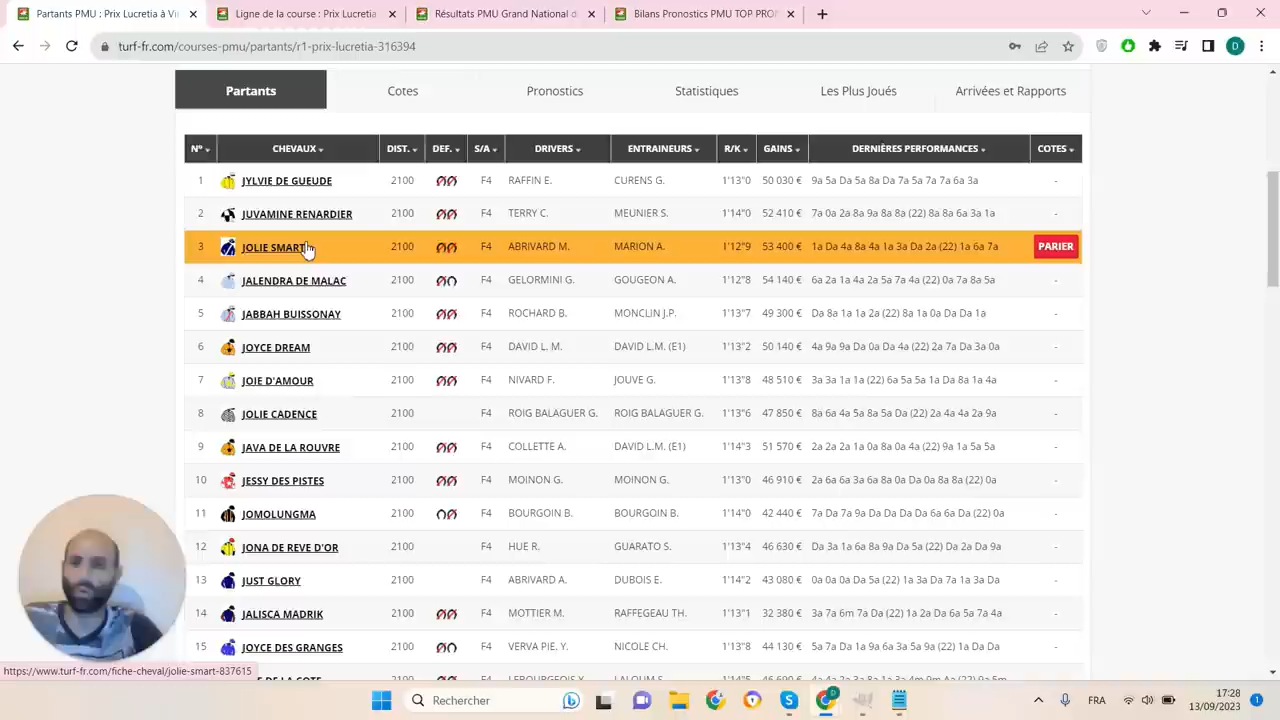 Partants PMU : Prix Lucretia à Vi
Ligne de la course : Prix Lucretia
Résultats PMU Grand National d
Bilans Pronostics PMU TOP PRO
turf-fr.com/courses-pmu/partants/r1-prix-lucretia-316394
D
Partants Cotes Pronostics Statistiques Les Plus Joués Arrivées et Rapports
N° CHEVAUX DIST. DEF. S/A DRIVERS ENTRAINEURS R/K GAINS DERNIÈRES PERFORMANCES COTES
1 JYLVIE DE GUEUDE 2100 F4 RAFFIN E. CURENS G. 1'13"0 50 030 € 9a 5a Da 5a 8a Da 7a 5a 7a 7a 6a 3a -
2 JUVAMINE RENARDIER 2100 F4 TERRY C. MEUNIER S. 1'14"0 52 410 € 7a 0a 2a 8a 9a 8a 8a (22) 8a 8a 6a 3a 1a -
3 JOLIE SMART 2100 F4 ABRIVARD M. MARION A. 1'12"9 53 400 € 1a Da 4a 8a 4a 1a 3a Da 2a (22) 1a 6a 7a PARIER
4 JALENDRA DE MALAC 2100 F4 GELORMINI G. GOUGEON A. 1'12"8 54 140 € 6a 2a 1a 4a 2a 5a 7a 4a (22) 0a 7a 8a 5a -
5 JABBAH BUISSONAY 2100 F4 ROCHARD B. MONCLIN J.P. 1'13"7 49 300 € Da 8a 1a 1a 2a (22) 8a 1a 0a Da Da 1a -
6 JOYCE DREAM 2100 F4 DAVID L. M. DAVID L.M. (E1) 1'13"2 50 140 € 4a 9a 9a Da 0a Da 4a (22) 2a 7a Da 3a 0a -
7 JOIE D'AMOUR 2100 F4 NIVARD F. JOUVE G. 1'13"8 48 510 € 3a 3a 1a 1a (22) 6a 5a 5a 1a Da 8a 1a 4a -
8 JOLIE CADENCE 2100 F4 ROIG BALAGUER G. ROIG BALAGUER G. 1'13"6 47 850 € 8a 6a 4a 5a 8a 5a Da (22) 2a 4a 4a 2a 9a -
9 JAVA DE LA ROUVRE 2100 F4 COLLETTE A. DAVID L.M. (E1) 1'14"3 51 570 € 2a 2a 2a 1a 0a 8a 0a 4a (22) 9a 1a 5a 5a -
10 JESSY DES PISTES 2100 F4 MOINON G. MOINON G. 1'13"0 46 910 € 2a 6a 6a 3a 6a 8a 0a Da 0a 8a 8a (22) 0a -
11 JOMOLUNGMA 2100 F4 BOURGOIN B. BOURGOIN B. 1'14"0 42 440 € 7a Da 7a 9a Da Da Da Da 6a 6a Da (22) 0a -
12 JONA DE REVE D'OR 2100 F4 HUE R. GUARATO S. 1'13"4 46 630 € Da 3a 1a 6a 8a 9a Da 5a (22) Da 2a Da 9a -
13 JUST GLORY 2100 F4 ABRIVARD A. DUBOIS E. 1'14"2 43 080 € 0a 0a 0a Da 5a (22) 1a 3a Da 7a 1a 3a Da -
14 JALISCA MADRIK 2100 F4 MOTTIER M. RAFFEGEAU TH. 1'13"1 32 380 € 3a 7a 6m 7a Da (22) 1a 2a Da 6a 5a 7a 4a -
15 JOYCE DES GRANGES 2100 F4 VERVA PIE. Y. NICOLE CH. 1'13"8 44 130 € 5a 7a Da 1a 9a 6a 3a 5a 9a (22) Da 0a -
https://www.turf-fr.com/fiche-cheval/jolie-smart-837615
Rechercher
FRA
17:28
13/09/2023